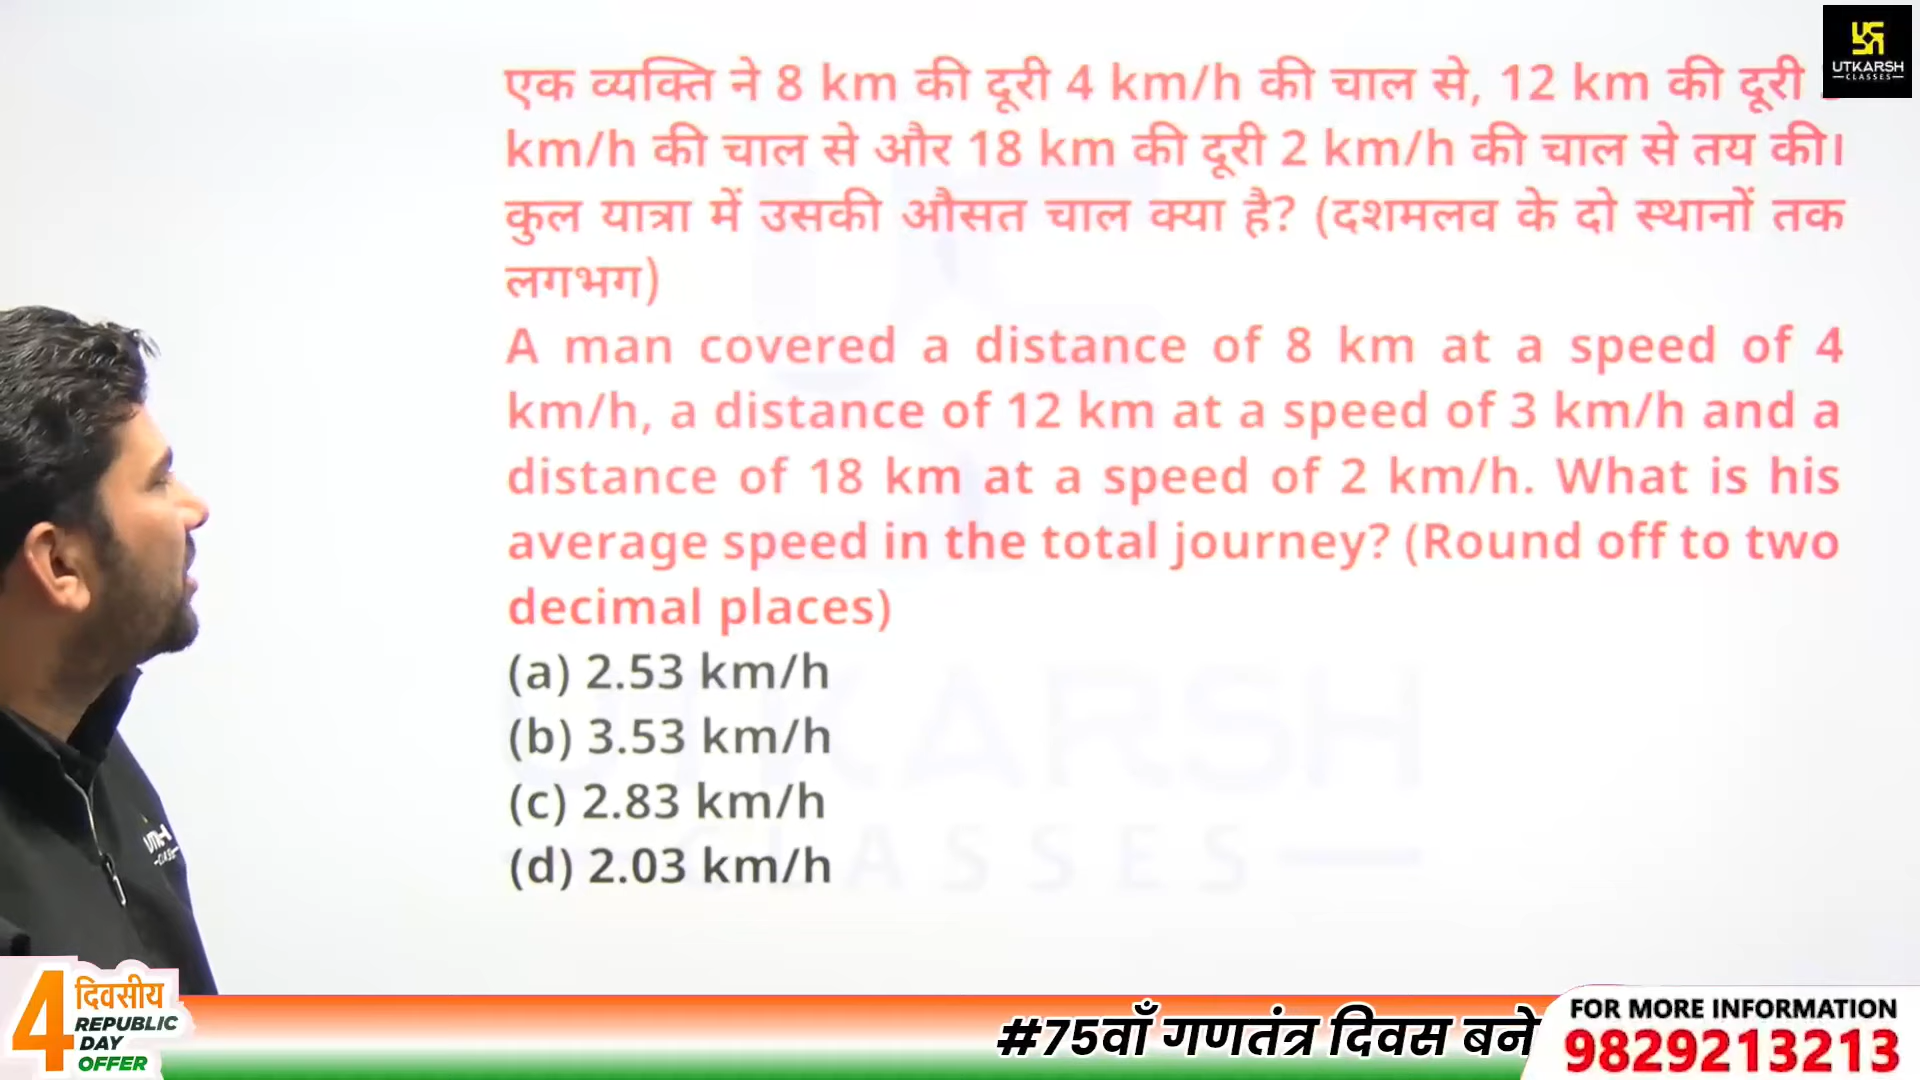 UTKARSH
CLASSES
एक व्यक्ति ने 8 km की दूरी 4 km/h की चाल से, 12 km की दूरी
km/h की चाल से और 18 km की दूरी 2 km/h की चाल से तय की।
कुल यात्रा में उसकी औसत चाल क्या है? (दशमलव के दो स्थानों तक
लगभग)
A man covered a distance of 8 km at a speed of 4
km/h, a distance of 12 km at a speed of 3 km/h and a
distance of 18 km at a speed of 2 km/h. What is his
average speed in the total journey? (Round off to two
decimal places)
(a) 2.53 km/h
(b) 3.53 km/h
(c) 2.83 km/h
(d) 2.03 km/h
UTKARSH
CLASSES
4 दिवसीय
REPUBLIC
DAY
OFFER
#75वाँ गणतंत्र दिवस बने
FOR MORE INFORMATION
9829213213